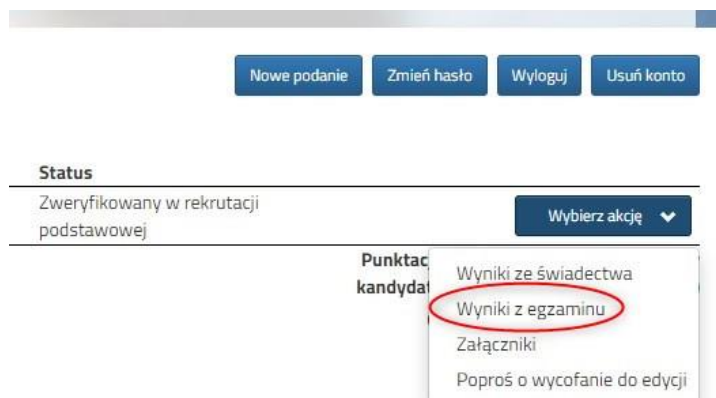 Nowe podanie Zmień hasło Wyloguj Usuń konto
Status
Zweryfikowany w rekrutacji
podstawowej
Wybierz akcję
Wyniki ze świadectwa
Wyniki z egzaminu
Załączniki
Poproś o wycofanie do edycji